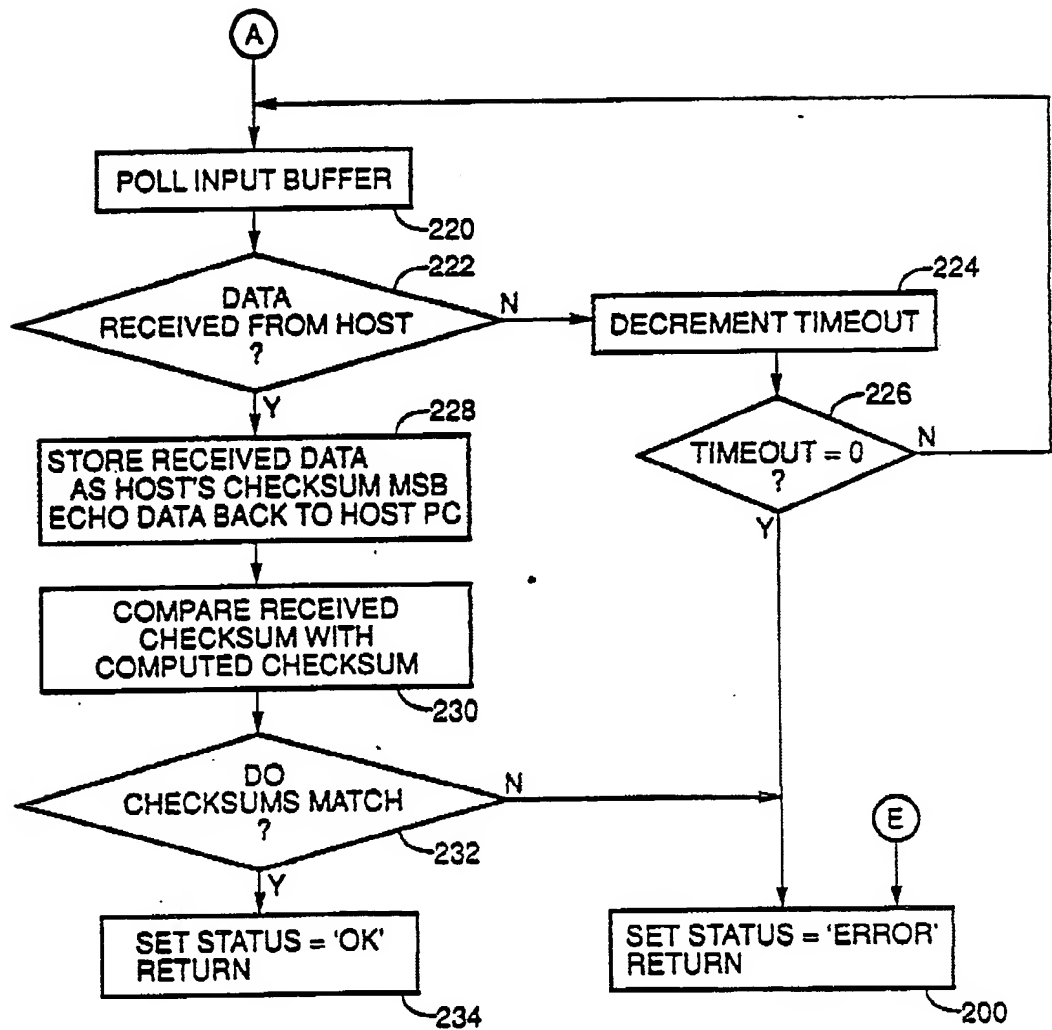 A
POLL INPUT BUFFER
220
222
DATA
RECEIVED FROM HOST
?
N
Y
224
DECREMENT TIMEOUT
226
TIMEOUT = 0
?
N
Y
228
STORE RECEIVED DATA
AS HOST'S CHECKSUM MSB
ECHO DATA BACK TO HOST PC
COMPARE RECEIVED
CHECKSUM WITH
COMPUTED CHECKSUM
230
DO
CHECKSUMS MATCH
?
N
232
Y
E
SET STATUS = 'OK'
RETURN
234
SET STATUS = 'ERROR'
RETURN
200